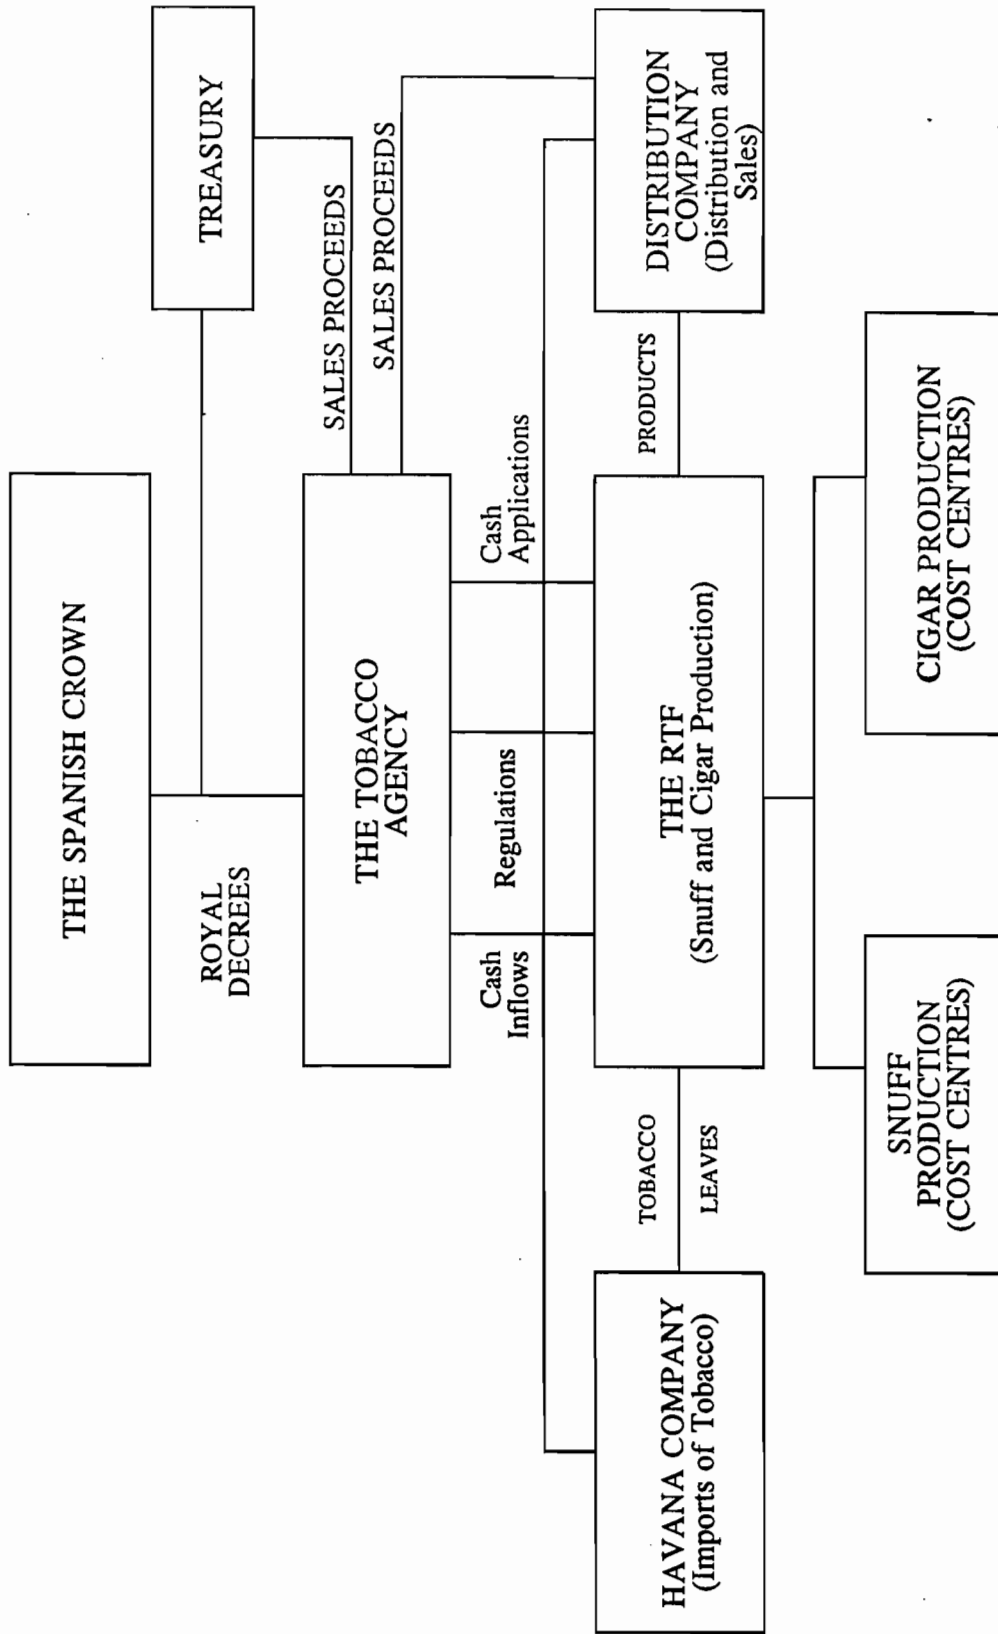 THE SPANISH CROWN
TREASURY
ROYAL
DECREES
SALES PROCEEDS
SALES PROCEEDS
THE TOBACCO
AGENCY
Cash
Inflows
Regulations
Cash
Applications
HAVANA COMPANY
(Imports of Tobacco)
TOBACCO
LEAVES
THE RTF
(Snuff and Cigar Production)
PRODUCTS
DISTRIBUTION
COMPANY
(Distribution and
Sales)
SNUFF
PRODUCTION
(COST CENTRES)
CIGAR PRODUCTION
(COST CENTRES)